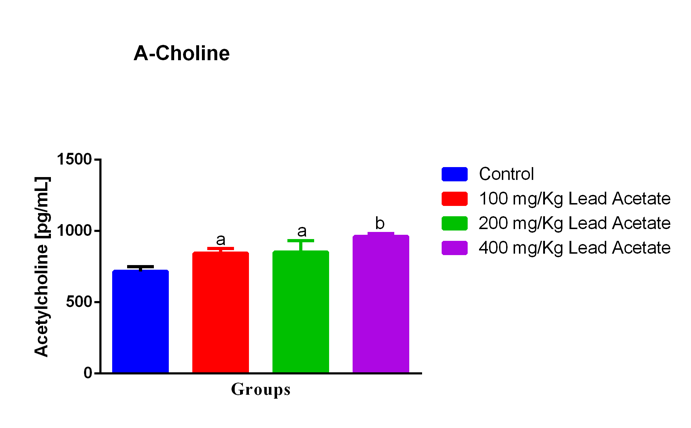 A-Choline
Acetylcholine [pg/mL]
1500
1000
500
0
a
a
b
Groups
Control
100 mg/Kg Lead Acetate
200 mg/Kg Lead Acetate
400 mg/Kg Lead Acetate